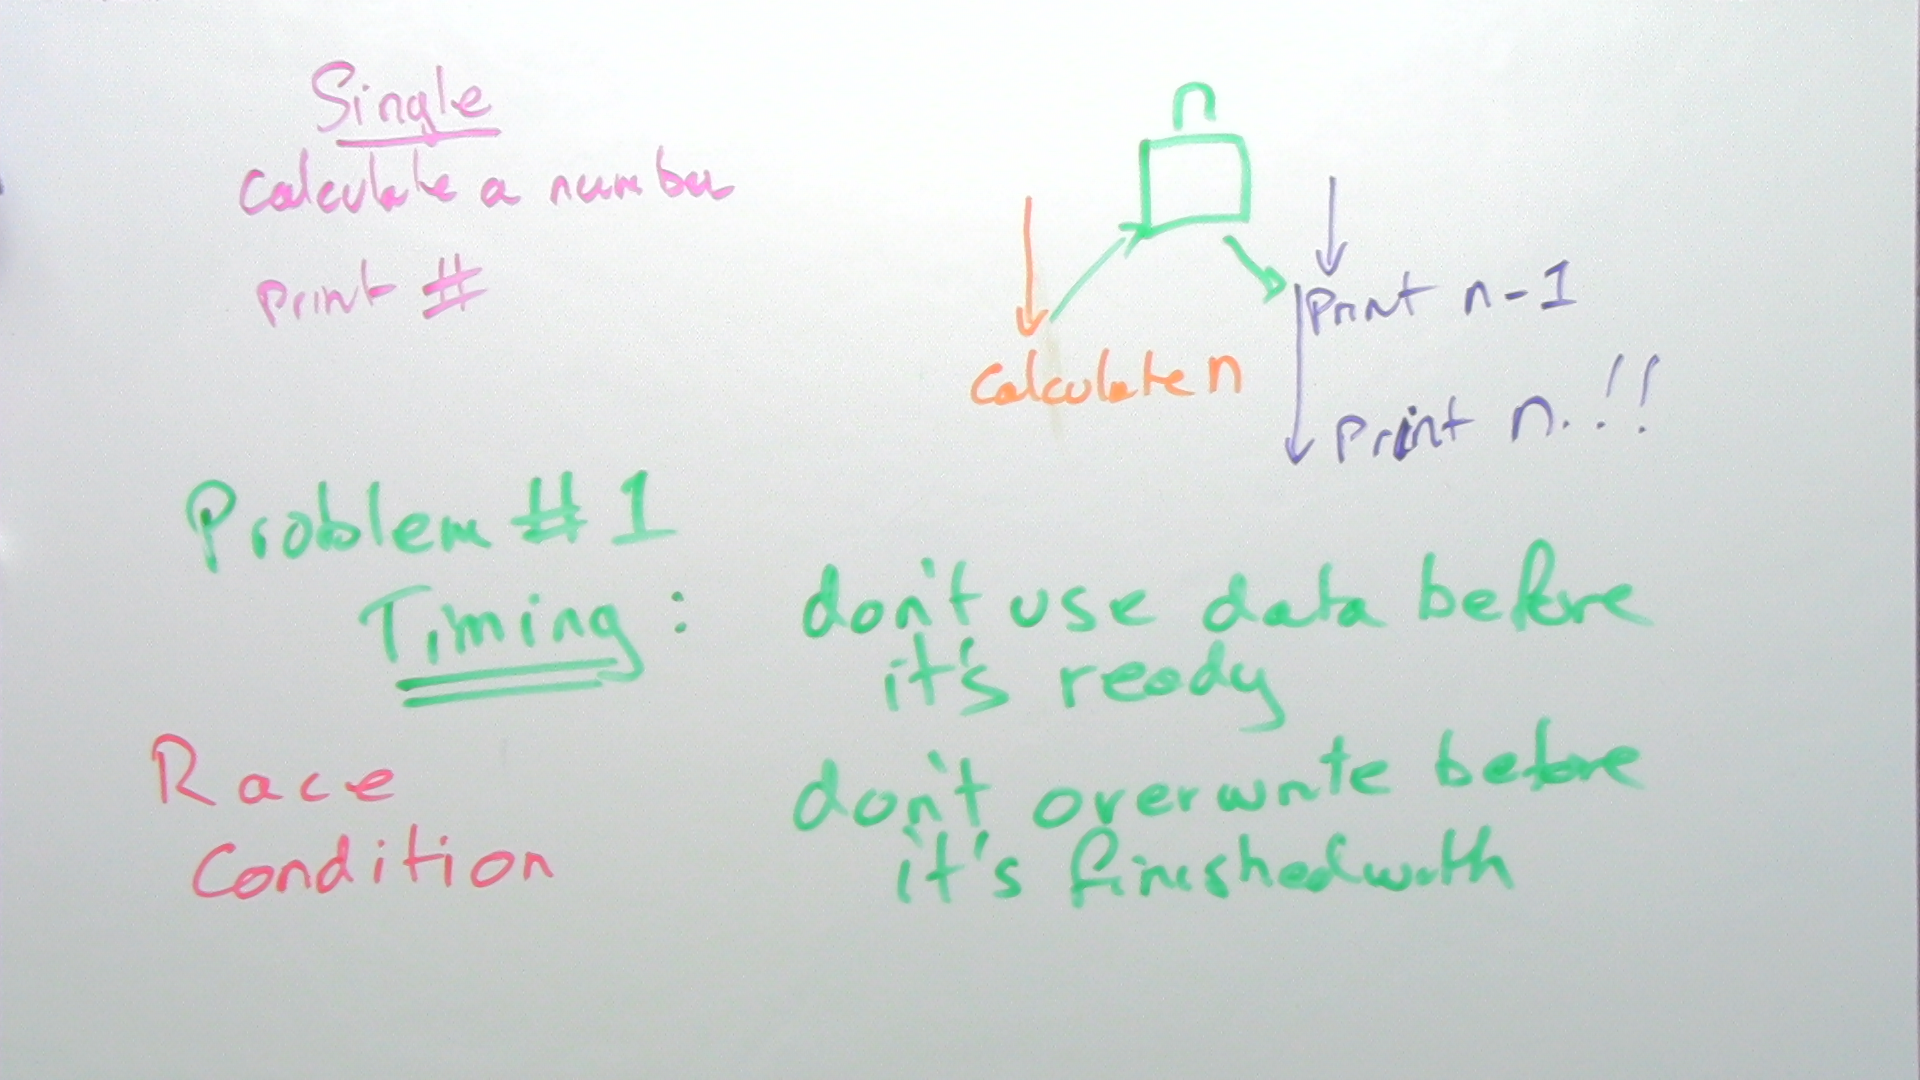 Single
Calculate a number
Print #
n
Print n-1
Calculate n
Print n. !!
Problem #1
Timing: don't use data before
it's ready
Race
Condition
don't overwrite before
it's finished with